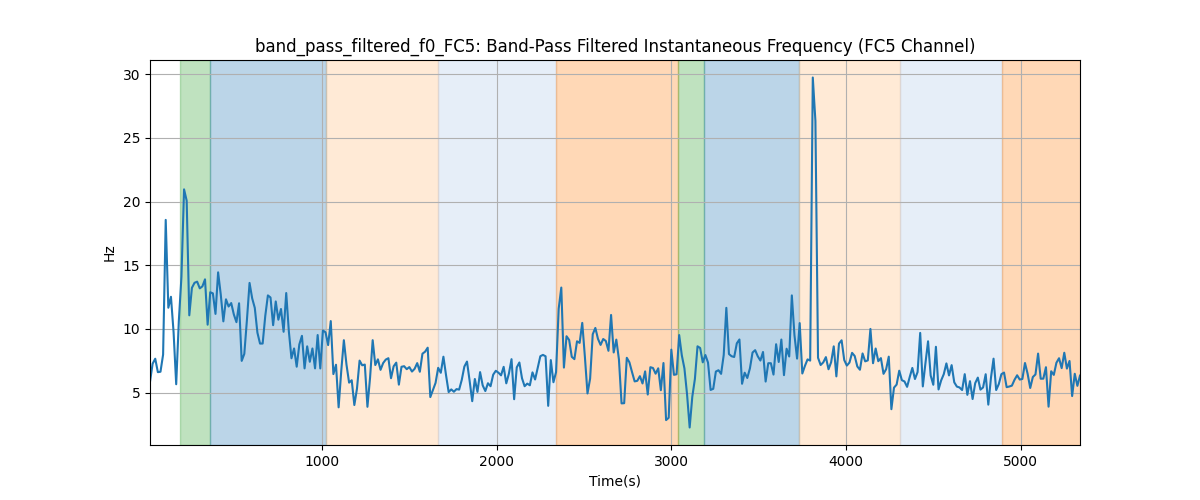 band_pass_filtered_f0_FC5: Band-Pass Filtered Instantaneous Frequency (FC5 Channel)
30
25
20
15
10
5
Hz
1000 2000 3000 4000 5000
Time(s)